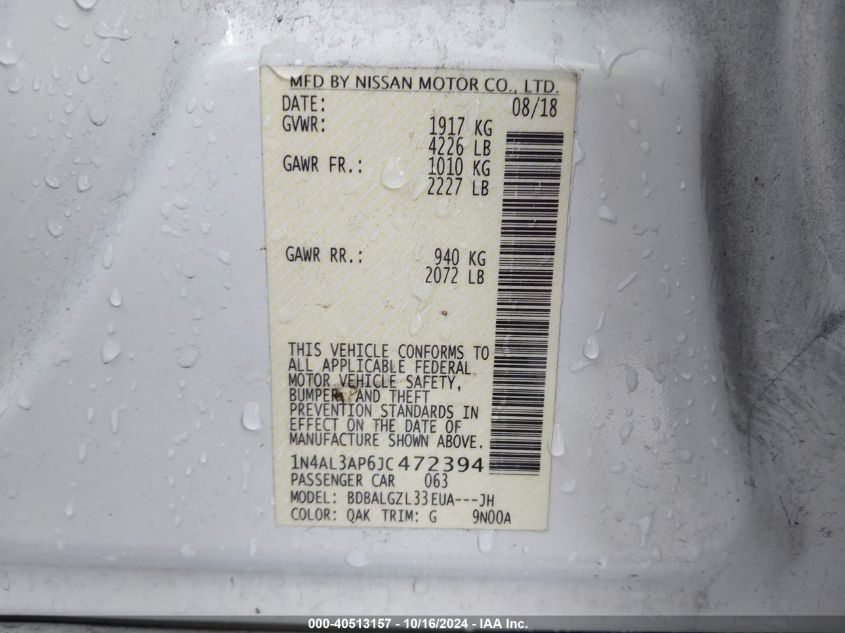 MFD BY NISSAN MOTOR CO., LTD.
DATE: 08/18
GVWR: 1917 KG
4226 LB
GAWR FR.: 1010 KG
2227 LB
GAWR RR.: 940 KG
2072 LB
THIS VEHICLE CONFORMS TO
ALL APPLICABLE FEDERAL
MOTOR VEHICLE SAFETY,
BUMPER, AND THEFT
PREVENTION STANDARDS IN
EFFECT ON THE DATE OF
MANUFACTURE SHOWN ABOVE.
1N4AL3AP6JC472394
PASSENGER CAR 063
MODEL: BDBALGZL33EUA---JH
COLOR: QAK TRIM: G 9N00A
000-40513157 - 10/16/2024 - IAA Inc.